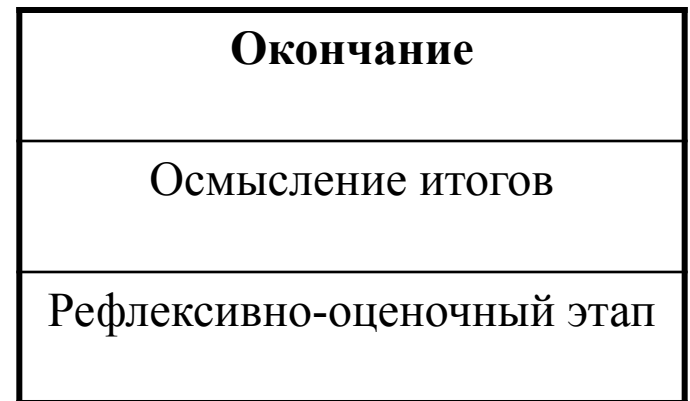 Окончание
Осмысление итогов
Рефлексивно-оценочный этап